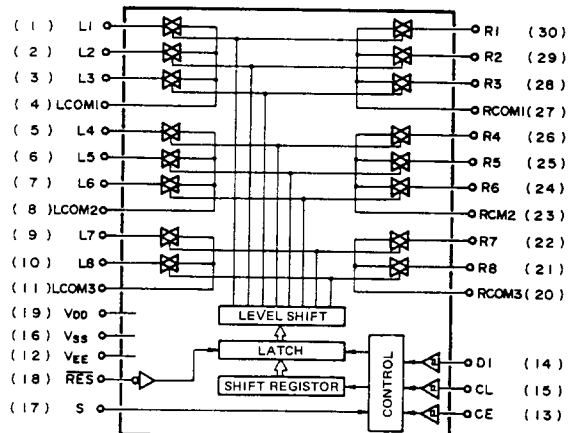 (1) L1 R1 (30)
(2) L2 R2 (29)
(3) L3 R3 (28)
(4) LCOM1 RCOM1 (27)
(5) L4 R4 (26)
(6) L5 R5 (25)
(7) L6 R6 (24)
(8) LCOM2 RCM2 (23)
(9) L7 R7 (22)
(10) L8 R8 (21)
(11) LCOM3 RCOM3 (20)
(19) VDD LEVEL SHIFT
(16) VSS
(12) VEE LATCH DI (14)
(18) RES SHIFT REGISTOR CONTROL CL (15)
(17) S CE (13)